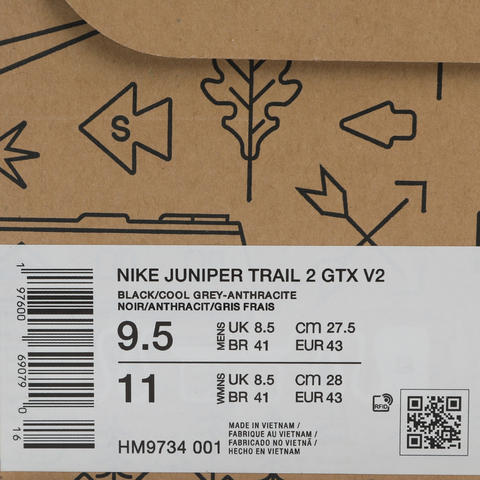 S
NIKE JUNIPER TRAIL 2 GTX V2
BLACK/COOL GREY-ANTHRACITE
NOIR/ANTHRACIT/GRIS FRAIS
9.5 MENS UK 8.5 CM 27.5
BR 41 EUR 43
11 WMNS UK 8.5 CM 28
BR 41 EUR 43
HM9734 001
MADE IN VIETNAM /
FABRIQUE AU VIETNAM /
FABRICADO NO VIETNÃ /
HECHO EN VIETNAM
RFID
1 97600 69079 0 16